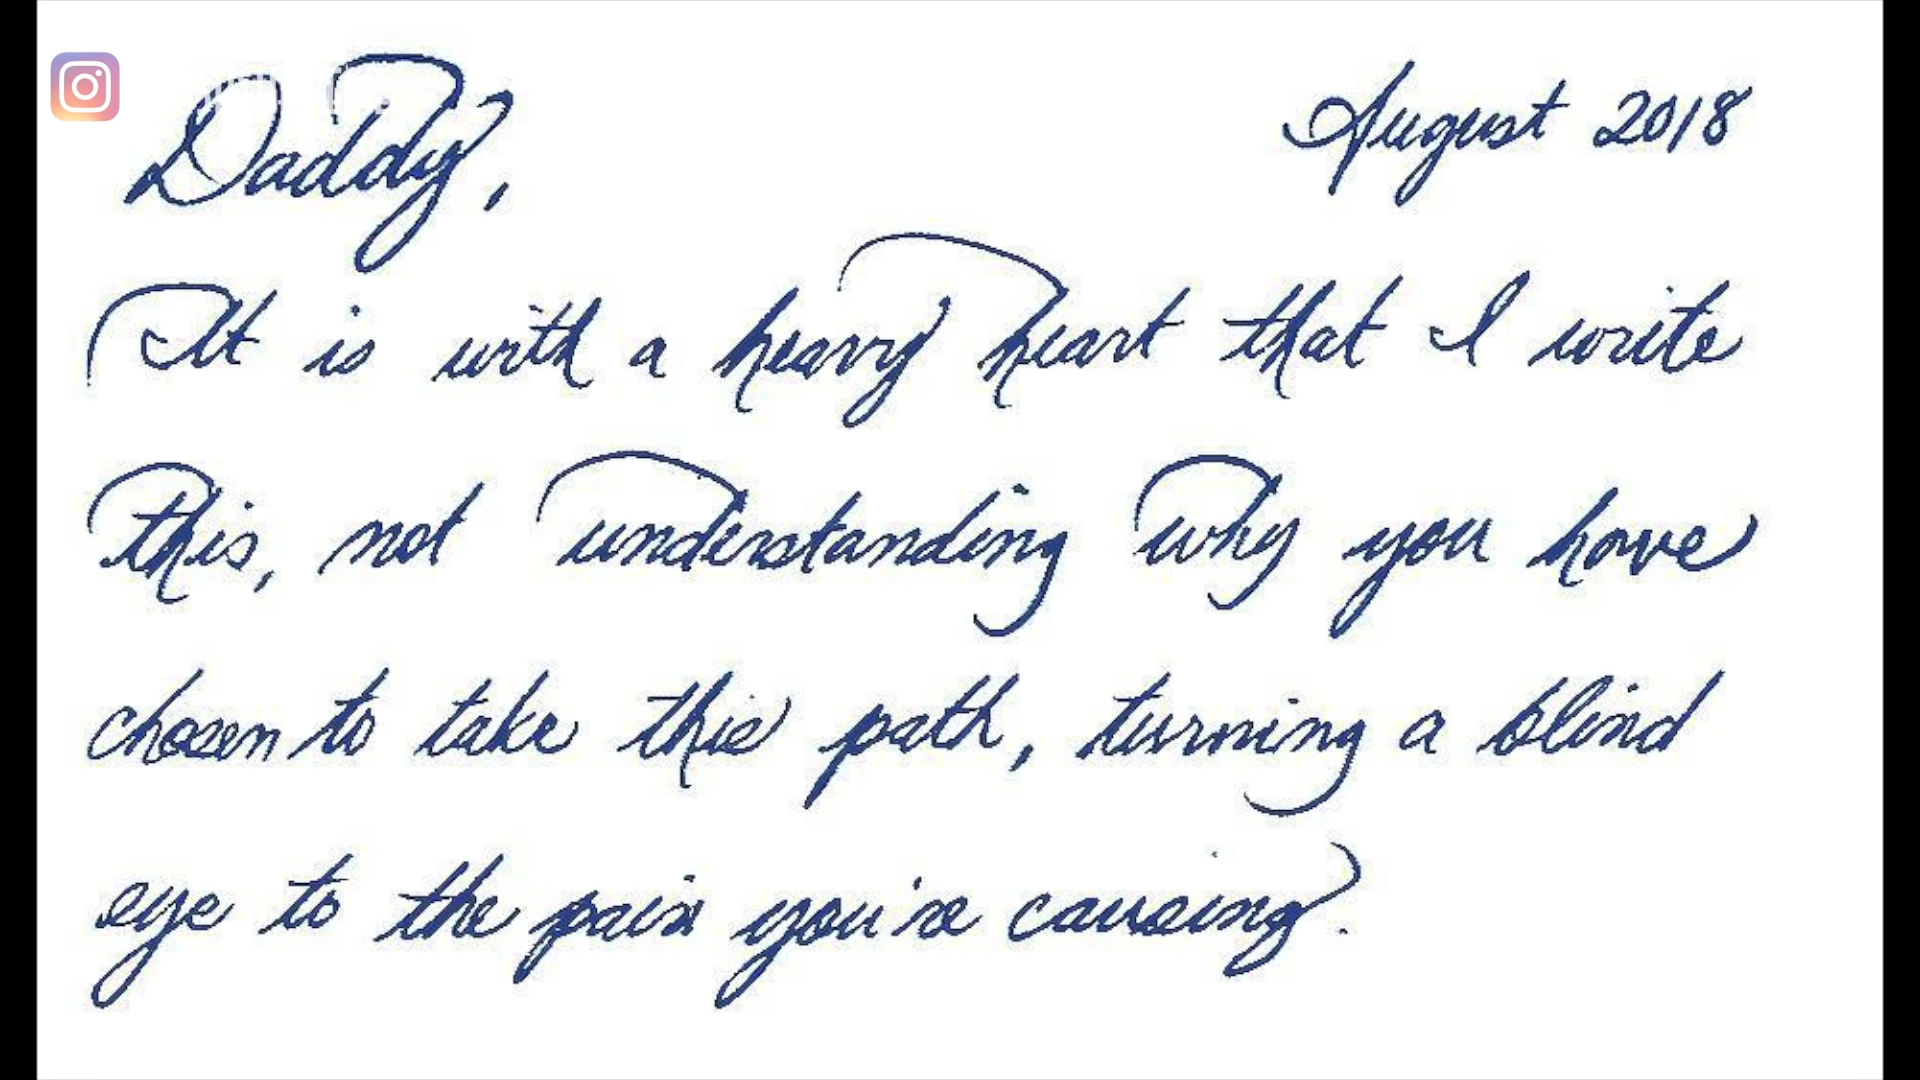 Daddy, August 2018
It is with a heavy heart that I write
this, not understanding why you have
chosen to take this path, turning a blind
eye to the pain you're causing.